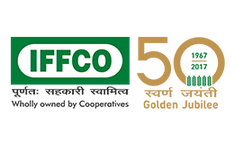 IFFCO
पूर्णतः सहकारी स्वामित्व
Wholly owned by Cooperatives
50
1967
2017
स्वर्ण जयंती
Golden Jubilee